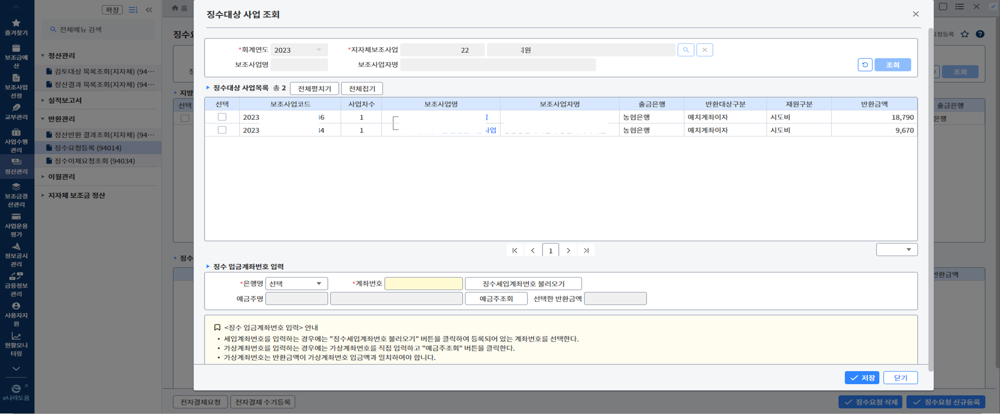 확장
전체메뉴 검색
즐겨찾기
보조금예
산
보조사업
선정
교부관리
사업수행
관리
정산관리
보조금결
산관리
사업운용
평가
정보공시
관리
금융정보
관리
사용자지
원
현황모니
터링
e나라도움
정산관리
검토대상 목록조회(지자체) (94…
정산결과 목록조회(지자체) (94…
실적보고서
반환관리
정산반환 결과조회(지자체) (94…
징수요청등록 (94014)
징수이체요청조회 (94034)
이월관리
지자체 보조금 정산
홈
징수요
지방
선택
징수
징수대상 사업 조회
*회계연도 2023 *지자체보조사업 22 지원
보조사업명 보조사업자명 조회
징수대상 사업목록 총 2 전체펼치기 전체접기
선택 보조사업코드 사업차수 보조사업명 보조사업자명 출금은행 반환대상구분 재원구분 반환금액
2023 46 1 농협은행 예치계좌이자 시도비 18,790
2023 34 1 사업 농협은행 예치계좌이자 시도비 9,670
1
징수 입금계좌번호 입력
*은행명 선택 *계좌번호 징수세입계좌번호 불러오기
예금주명 예금주조회 선택한 반환금액
<징수 입금계좌번호 입력> 안내
• 세입계좌번호를 입력하는 경우에는 "징수세입계좌번호 불러오기" 버튼을 클릭하여 등록되어 있는 계좌번호를 선택한다.
• 가상계좌번호를 입력하는 경우에는 가상계좌번호를 직접 입력하고 "예금주조회" 버튼을 클릭한다.
• 가상계좌번호는 반환금액이 가상계좌번호 입금액과 일치하여야 합니다.
저장 닫기
요청등록
조회
출금은행
은행
반환금액
전자결재요청 전자결재 수기등록 징수요청 삭제 징수요청 신규등록